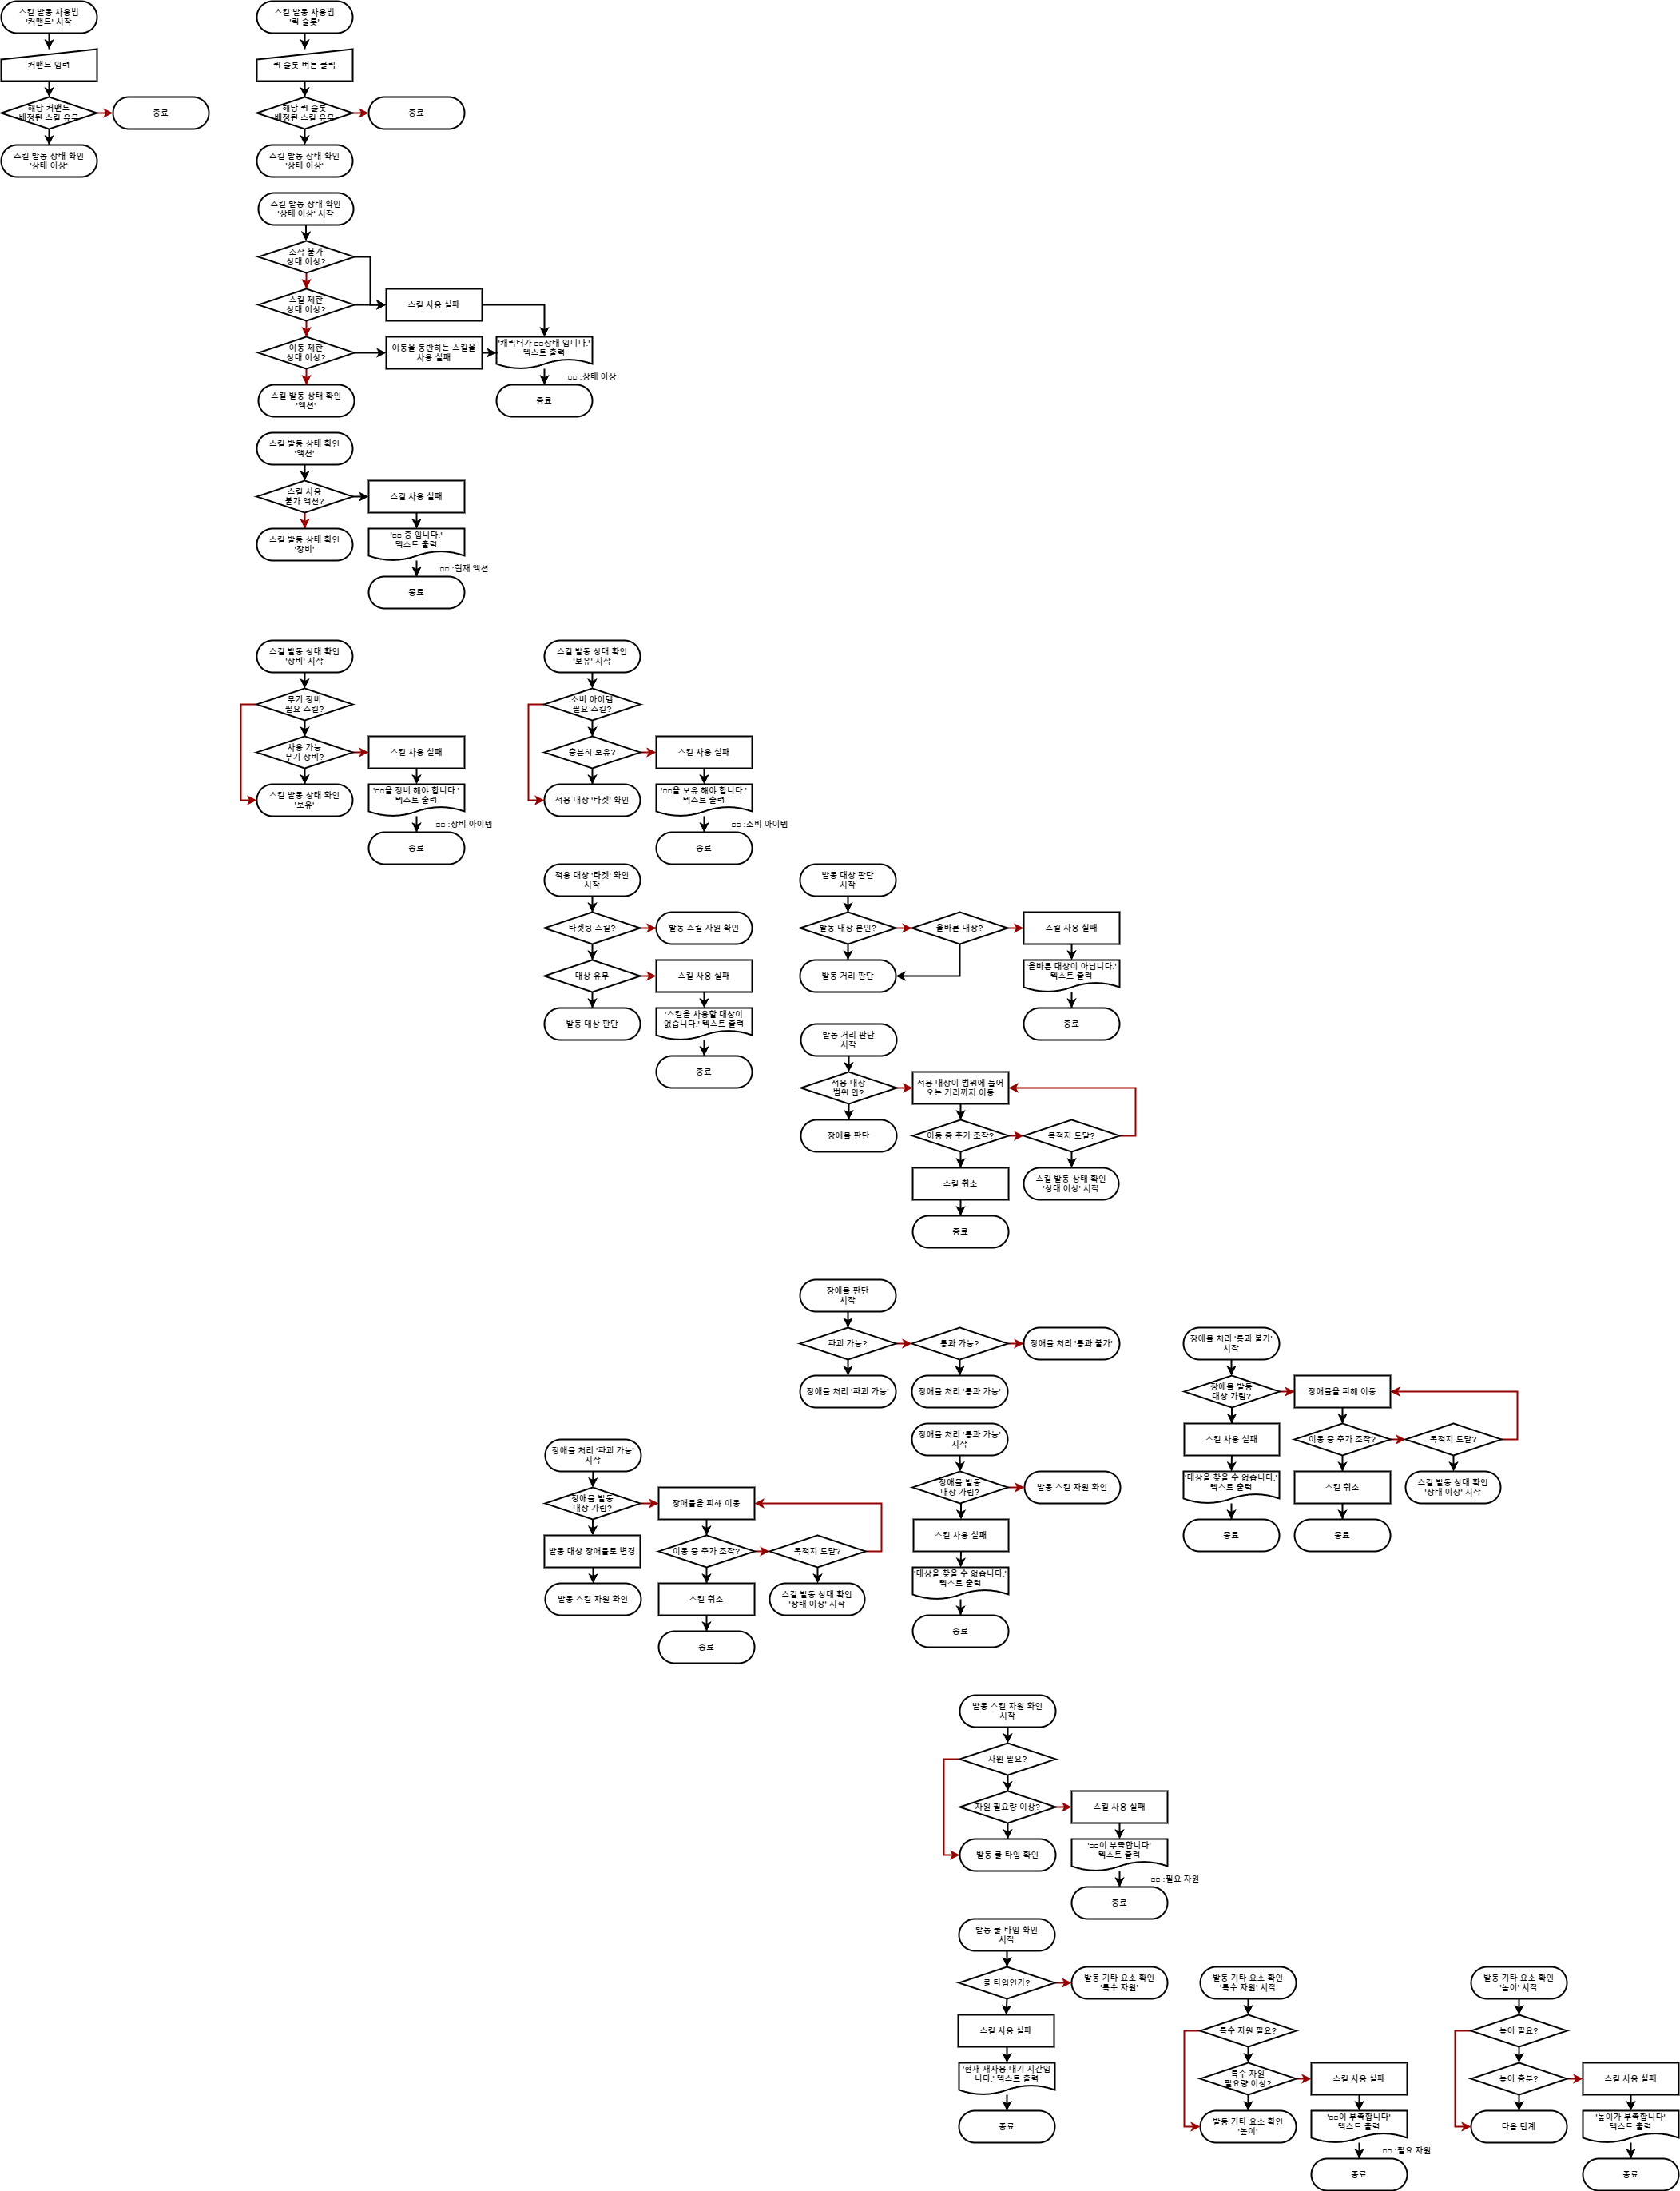 스킬 발동 사용법
'커맨드' 시작
커맨드 입력
해당 커맨드
배정된 스킬 유무
종료
스킬 발동 상태 확인
'상태 이상'
스킬 발동 사용법
'퀵 슬롯'
퀵 슬롯 버튼 클릭
해당 퀵 슬롯
배정된 스킬 유무
종료
스킬 발동 상태 확인
'상태 이상'
스킬 발동 상태 확인
'상태 이상' 시작
조작 불가
상태 이상?
스킬 제한
상태 이상?
스킬 사용 실패
이동 제한
상태 이상?
이동을 동반하는 스킬을
사용 실패
'캐릭터가 □□상태 입니다.'
텍스트 출력
□□ :상태 이상
스킬 발동 상태 확인
'액션'
종료
스킬 발동 상태 확인
'액션'
스킬 사용
불가 액션?
스킬 사용 실패
스킬 발동 상태 확인
'장비'
'□□ 중 입니다.'
텍스트 출력
□□ :현재 액션
종료
스킬 발동 상태 확인
'장비' 시작
무기 장비
필요 스킬?
사용 가능
무기 장비?
스킬 사용 실패
스킬 발동 상태 확인
'보유'
'□□을 장비 해야 합니다.'
텍스트 출력
□□ :장비 아이템
종료
스킬 발동 상태 확인
'보유' 시작
소비 아이템
필요 스킬?
충분히 보유?
스킬 사용 실패
적용 대상 '타겟' 확인
'□□을 보유 해야 합니다.'
텍스트 출력
□□ :소비 아이템
종료
적용 대상 '타겟' 확인
시작
타겟팅 스킬?
발동 스킬 자원 확인
대상 유무
스킬 사용 실패
발동 대상 판단
'스킬을 사용할 대상이
없습니다.' 텍스트 출력
종료
발동 대상 판단
시작
발동 대상 본인?
올바른 대상?
스킬 사용 실패
발동 거리 판단
'올바른 대상이 아닙니다.'
텍스트 출력
종료
발동 거리 판단
시작
적용 대상
범위 안?
적용 대상이 범위에 들어
오는 거리까지 이동
장애물 판단
이동 중 추가 조작?
목적지 도달?
스킬 취소
스킬 발동 상태 확인
'상태 이상' 시작
종료
장애물 판단
시작
파괴 가능?
통과 가능?
장애물 처리 '통과 불가'
장애물 처리 '파괴 가능'
장애물 처리 '통과 가능'
장애물 처리 '통과 불가'
시작
장애물 발동
대상 가림?
장애물을 피해 이동
스킬 사용 실패
이동 중 추가 조작?
목적지 도달?
'대상을 찾을 수 없습니다.'
텍스트 출력
스킬 취소
스킬 발동 상태 확인
'상태 이상' 시작
종료
종료
장애물 처리 '파괴 가능'
시작
장애물 발동
대상 가림?
장애물을 피해 이동
발동 대상 장애물로 변경
이동 중 추가 조작?
목적지 도달?
발동 스킬 자원 확인
스킬 취소
스킬 발동 상태 확인
'상태 이상' 시작
종료
장애물 처리 '통과 가능'
시작
장애물 발동
대상 가림?
발동 스킬 자원 확인
스킬 사용 실패
'대상을 찾을 수 없습니다.'
텍스트 출력
종료
발동 스킬 자원 확인
시작
자원 필요?
자원 필요량 이상?
스킬 사용 실패
발동 쿨 타임 확인
'□□이 부족합니다'
텍스트 출력
□□ :필요 자원
종료
발동 쿨 타임 확인
시작
쿨 타임인가?
발동 기타 요소 확인
'특수 자원'
스킬 사용 실패
'현재 재사용 대기 시간입
니다.' 텍스트 출력
종료
발동 기타 요소 확인
'특수 자원' 시작
특수 자원 필요?
특수 자원
필요량 이상?
스킬 사용 실패
발동 기타 요소 확인
'높이'
'□□이 부족합니다'
텍스트 출력
□□ :필요 자원
종료
발동 기타 요소 확인
'높이' 시작
높이 필요?
높이 충분?
스킬 사용 실패
다음 단계
'높이가 부족합니다'
텍스트 출력
종료